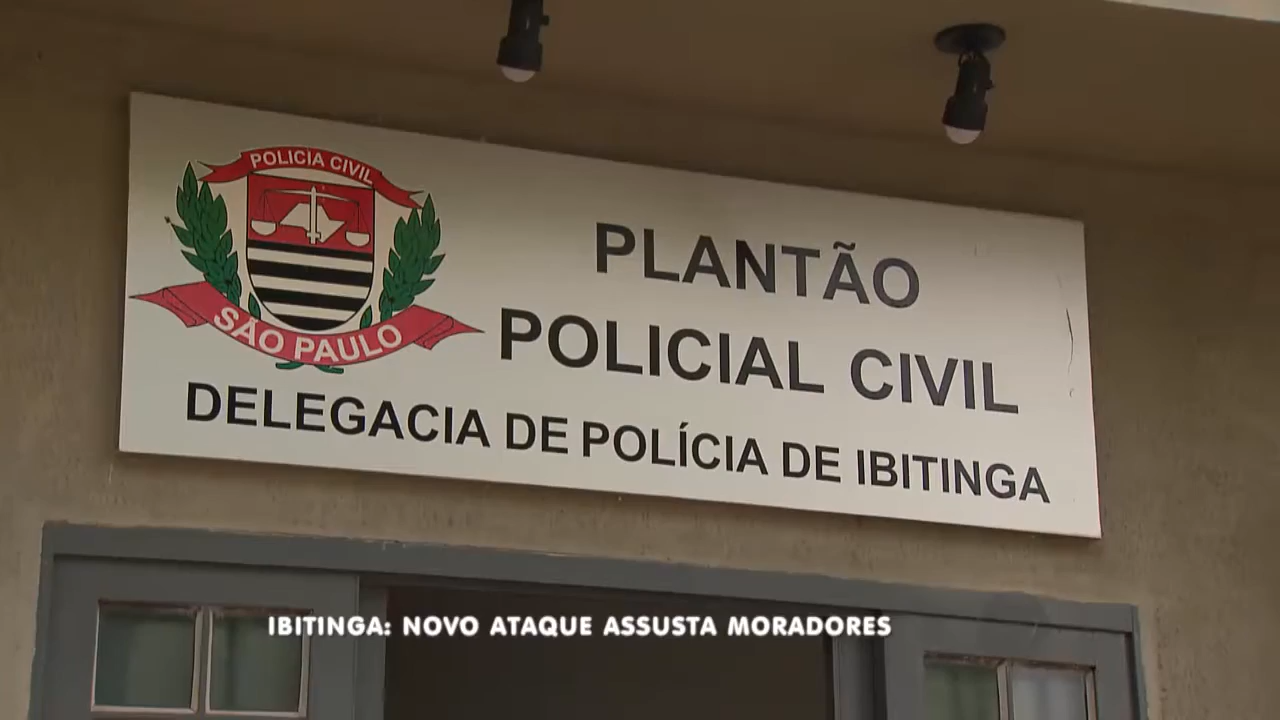 POLICIA CIVIL
SÃO PAULO
PLANTÃO
POLICIAL CIVIL
DELEGACIA DE POLÍCIA DE IBITINGA
IBITINGA: NOVO ATAQUE ASSUSTA MORADORES